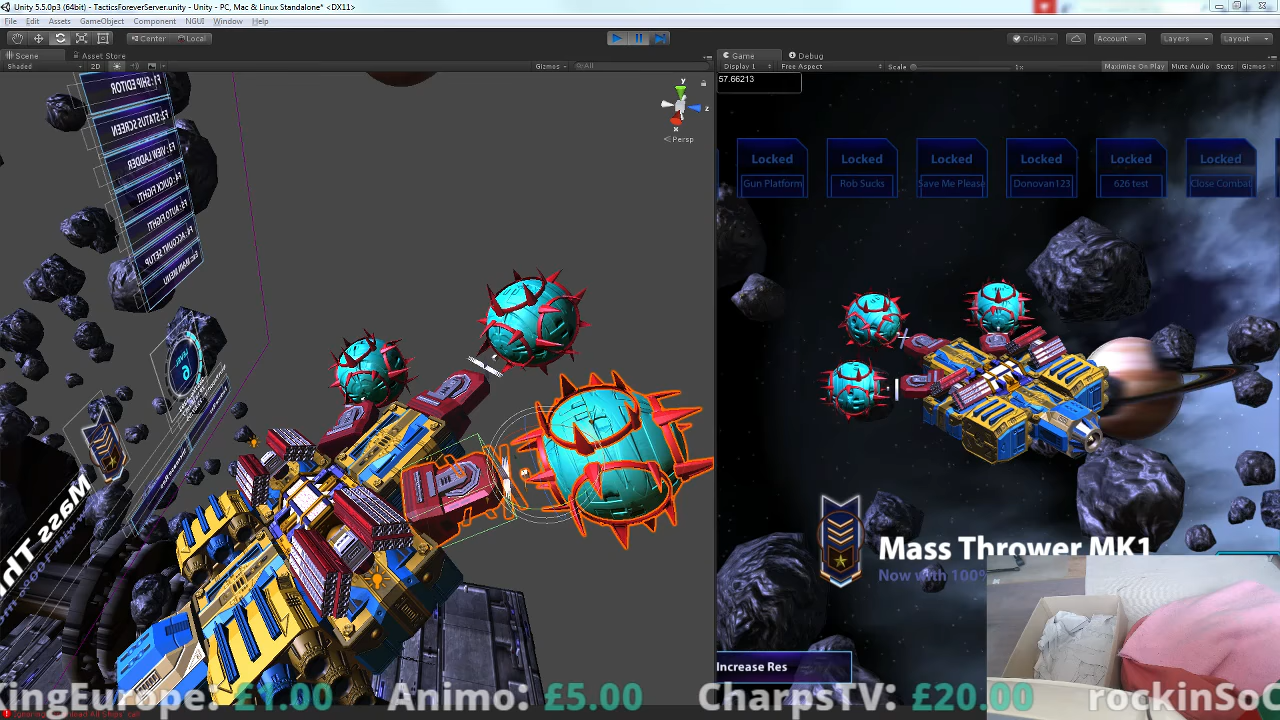 Unity 5.5.0p3 (64bit) - TacticsForeverServer.unity - Unity - PC, Mac & Linux Standalone* <DX11>
File Edit Assets GameObject Component NGUI Window Help
Center Local
Collab Account Layers Layout
Scene Asset Store
Shaded 2D Gizmos All
Game Debug
Display 1 Free Aspect Scale 1x Maximize On Play Mute Audio Stats Gizmos
57.66213
F1: SHIP EDITOR
F2: STATUS SCREEN
F3: VIEW LADDER
F4: QUICK FIGHT!
F5: AUTO FIGHT!
F6: ACCOUNT SETUP
y
z
x
Persp
Locked Locked Locked Locked Locked Locked
Gun Platform Rob Sucks Save Me Please Donovan123 626 test Close Combat
6
Mass Th
Mass Thrower MK1
Now with 100
Increase Res
KingEurope: £1.00 Animo: £5.00 CharpsTV: £20.00 rockinSo